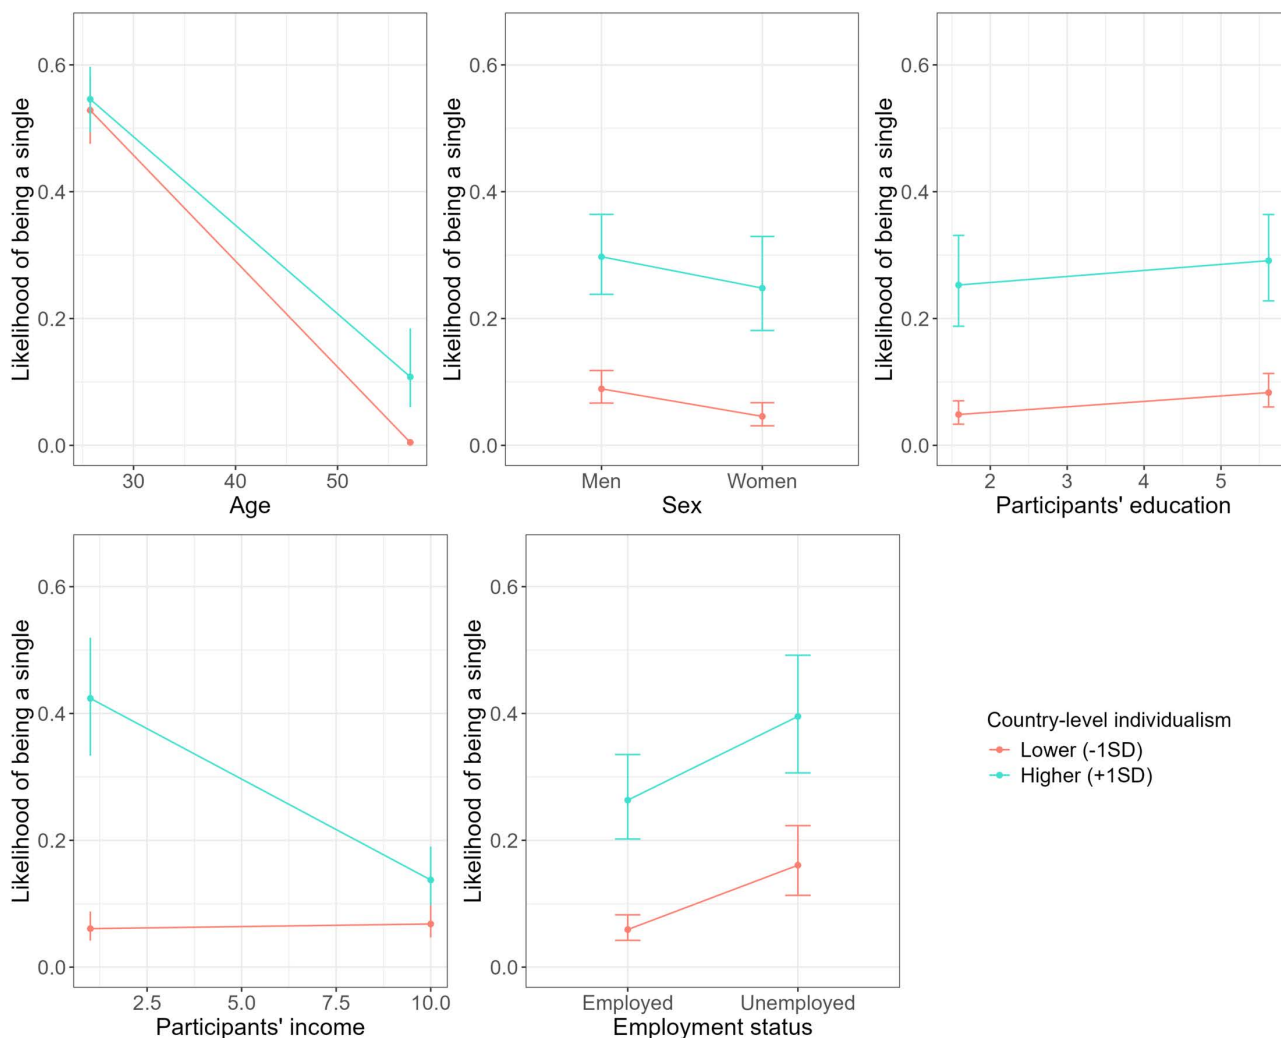 Likelihood of being a single
0.6
0.4
0.2
0.0
30 40 50
Age
Likelihood of being a single
0.6
0.4
0.2
0.0
Men Women
Sex
Likelihood of being a single
0.6
0.4
0.2
0.0
2 3 4 5
Participants' education
Likelihood of being a single
0.6
0.4
0.2
0.0
2.5 5.0 7.5 10.0
Participants' income
Likelihood of being a single
0.6
0.4
0.2
0.0
Employed Unemployed
Employment status
Country-level individualism
Lower (-1SD)
Higher (+1SD)